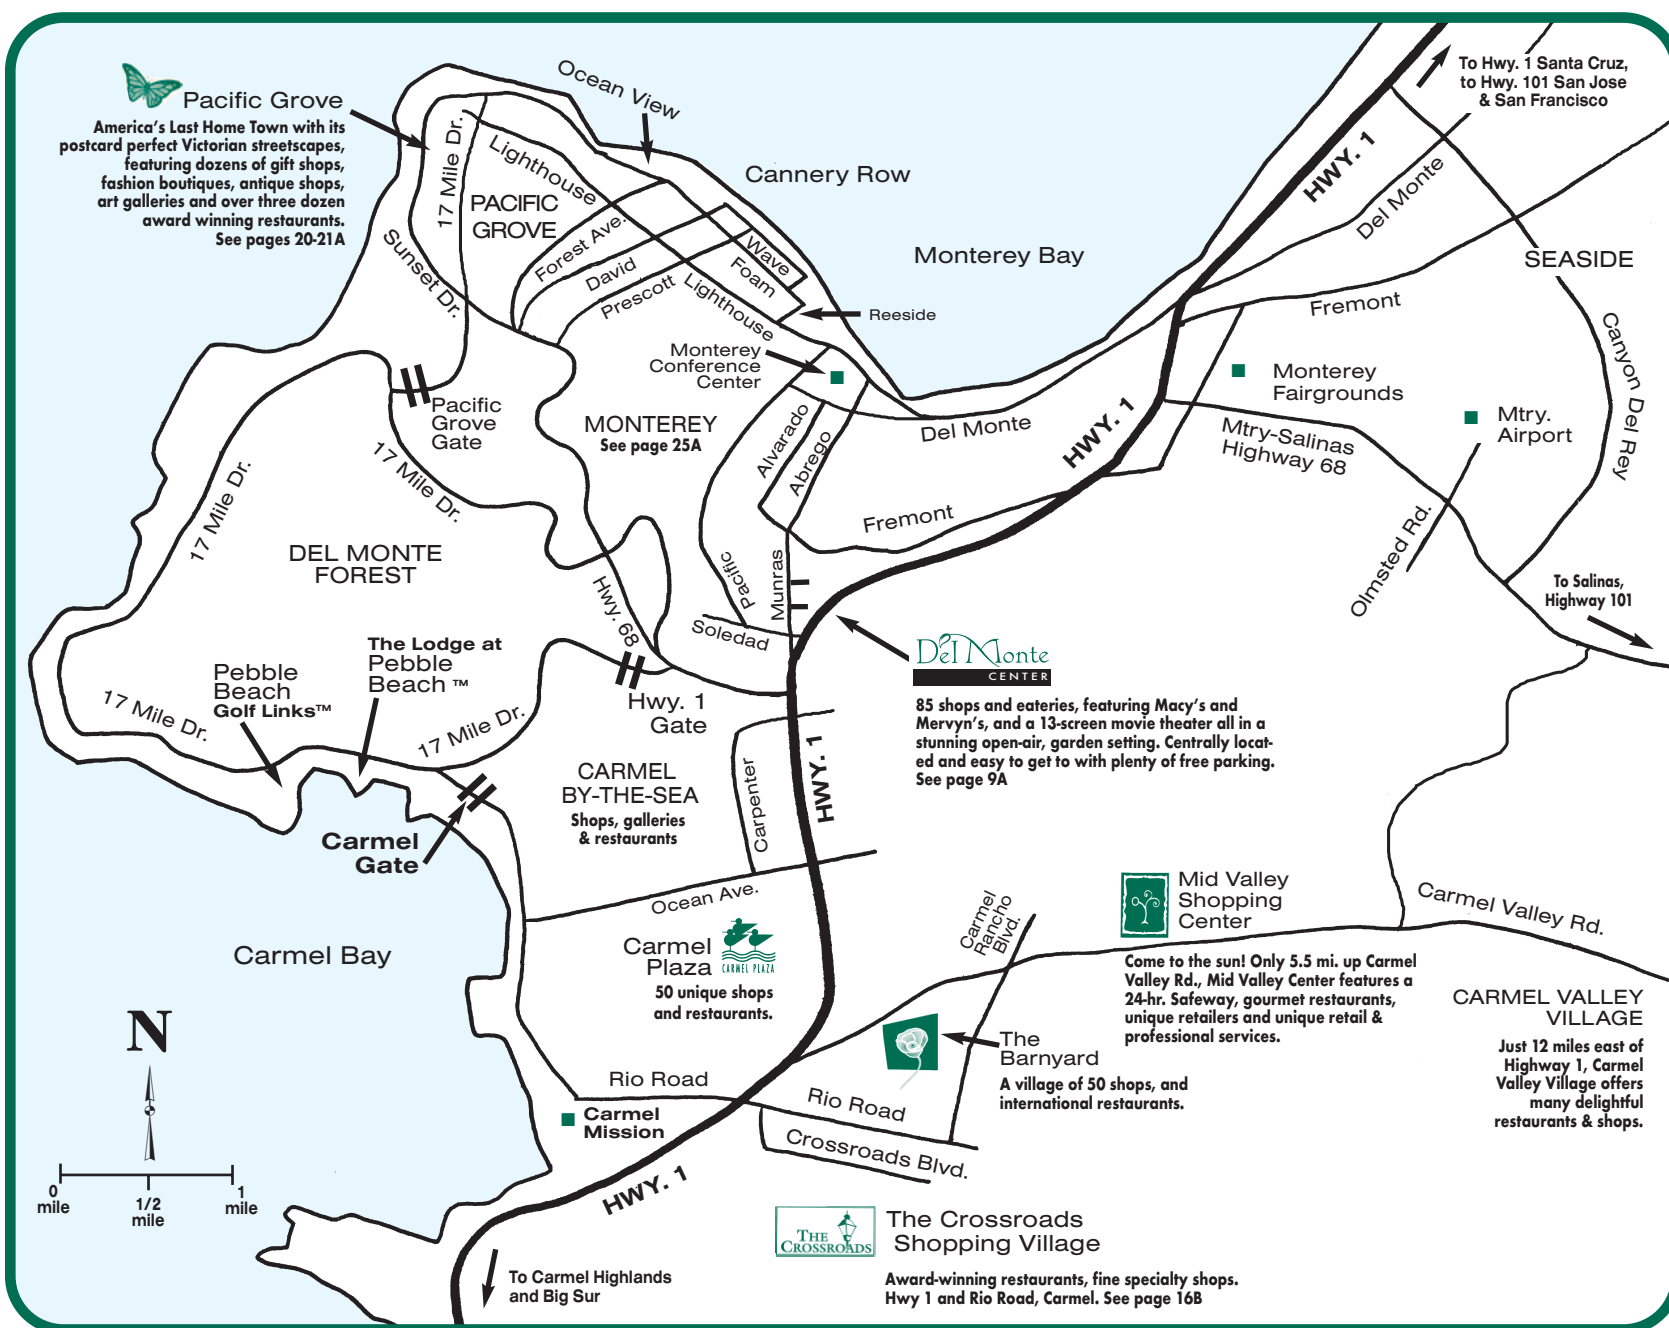 Pacific Grove
America's Last Home Town with its
postcard perfect Victorian streetscapes,
featuring dozens of gift shops,
fashion boutiques, antique shops,
art galleries and over three dozen
award winning restaurants.
See pages 20-21A
Ocean View
Cannery Row
Monterey Bay
To Hwy. 1 Santa Cruz,
to Hwy. 101 San Jose
& San Francisco
HWY. 1
Del Monte
SEASIDE
Fremont
Canyon Del Rey
17 Mile Dr.
Lighthouse
PACIFIC
GROVE
Forest Ave.
David
Prescott
Wave
Foam
Lighthouse
Reeside
Sunset Dr.
Monterey
Conference
Center
Monterey
Fairgrounds
Mtry.
Airport
Mtry-Salinas
Highway 68
Olmsted Rd.
To Salinas,
Highway 101
Pacific
Grove
Gate
MONTEREY
See page 25A
Alvarado
Abrego
Del Monte
HWY. 1
Fremont
Pacific
Munras
Soledad
17 Mile Dr.
17 Mile Dr.
DEL MONTE
FOREST
Hwy. 68
The Lodge at
Pebble
Beach ™
Pebble
Beach
Golf Links™
17 Mile Dr.
17 Mile Dr.
Hwy. 1
Gate
Del Monte
CENTER
85 shops and eateries, featuring Macy's and
Mervyn's, and a 13-screen movie theater all in a
stunning open-air, garden setting. Centrally locat-
ed and easy to get to with plenty of free parking.
See page 9A
CARMEL
BY-THE-SEA
Shops, galleries
& restaurants
Carpenter
HWY. 1
Carmel
Gate
Ocean Ave.
Carmel
Plaza
CARMEL PLAZA
50 unique shops
and restaurants.
Carmel Bay
Carmel
Rancho
Blvd.
Mid Valley
Shopping
Center
Come to the sun! Only 5.5 mi. up Carmel
Valley Rd., Mid Valley Center features a
24-hr. Safeway, gourmet restaurants,
unique retailers and unique retail &
professional services.
Carmel Valley Rd.
CARMEL VALLEY
VILLAGE
Just 12 miles east of
Highway 1, Carmel
Valley Village offers
many delightful
restaurants & shops.
The
Barnyard
A village of 50 shops, and
international restaurants.
Rio Road
Rio Road
Carmel
Mission
Crossroads Blvd.
HWY. 1
N
0
mile
1/2
mile
1
mile
THE
CROSSROADS
The Crossroads
Shopping Village
Award-winning restaurants, fine specialty shops.
Hwy 1 and Rio Road, Carmel. See page 16B
To Carmel Highlands
and Big Sur